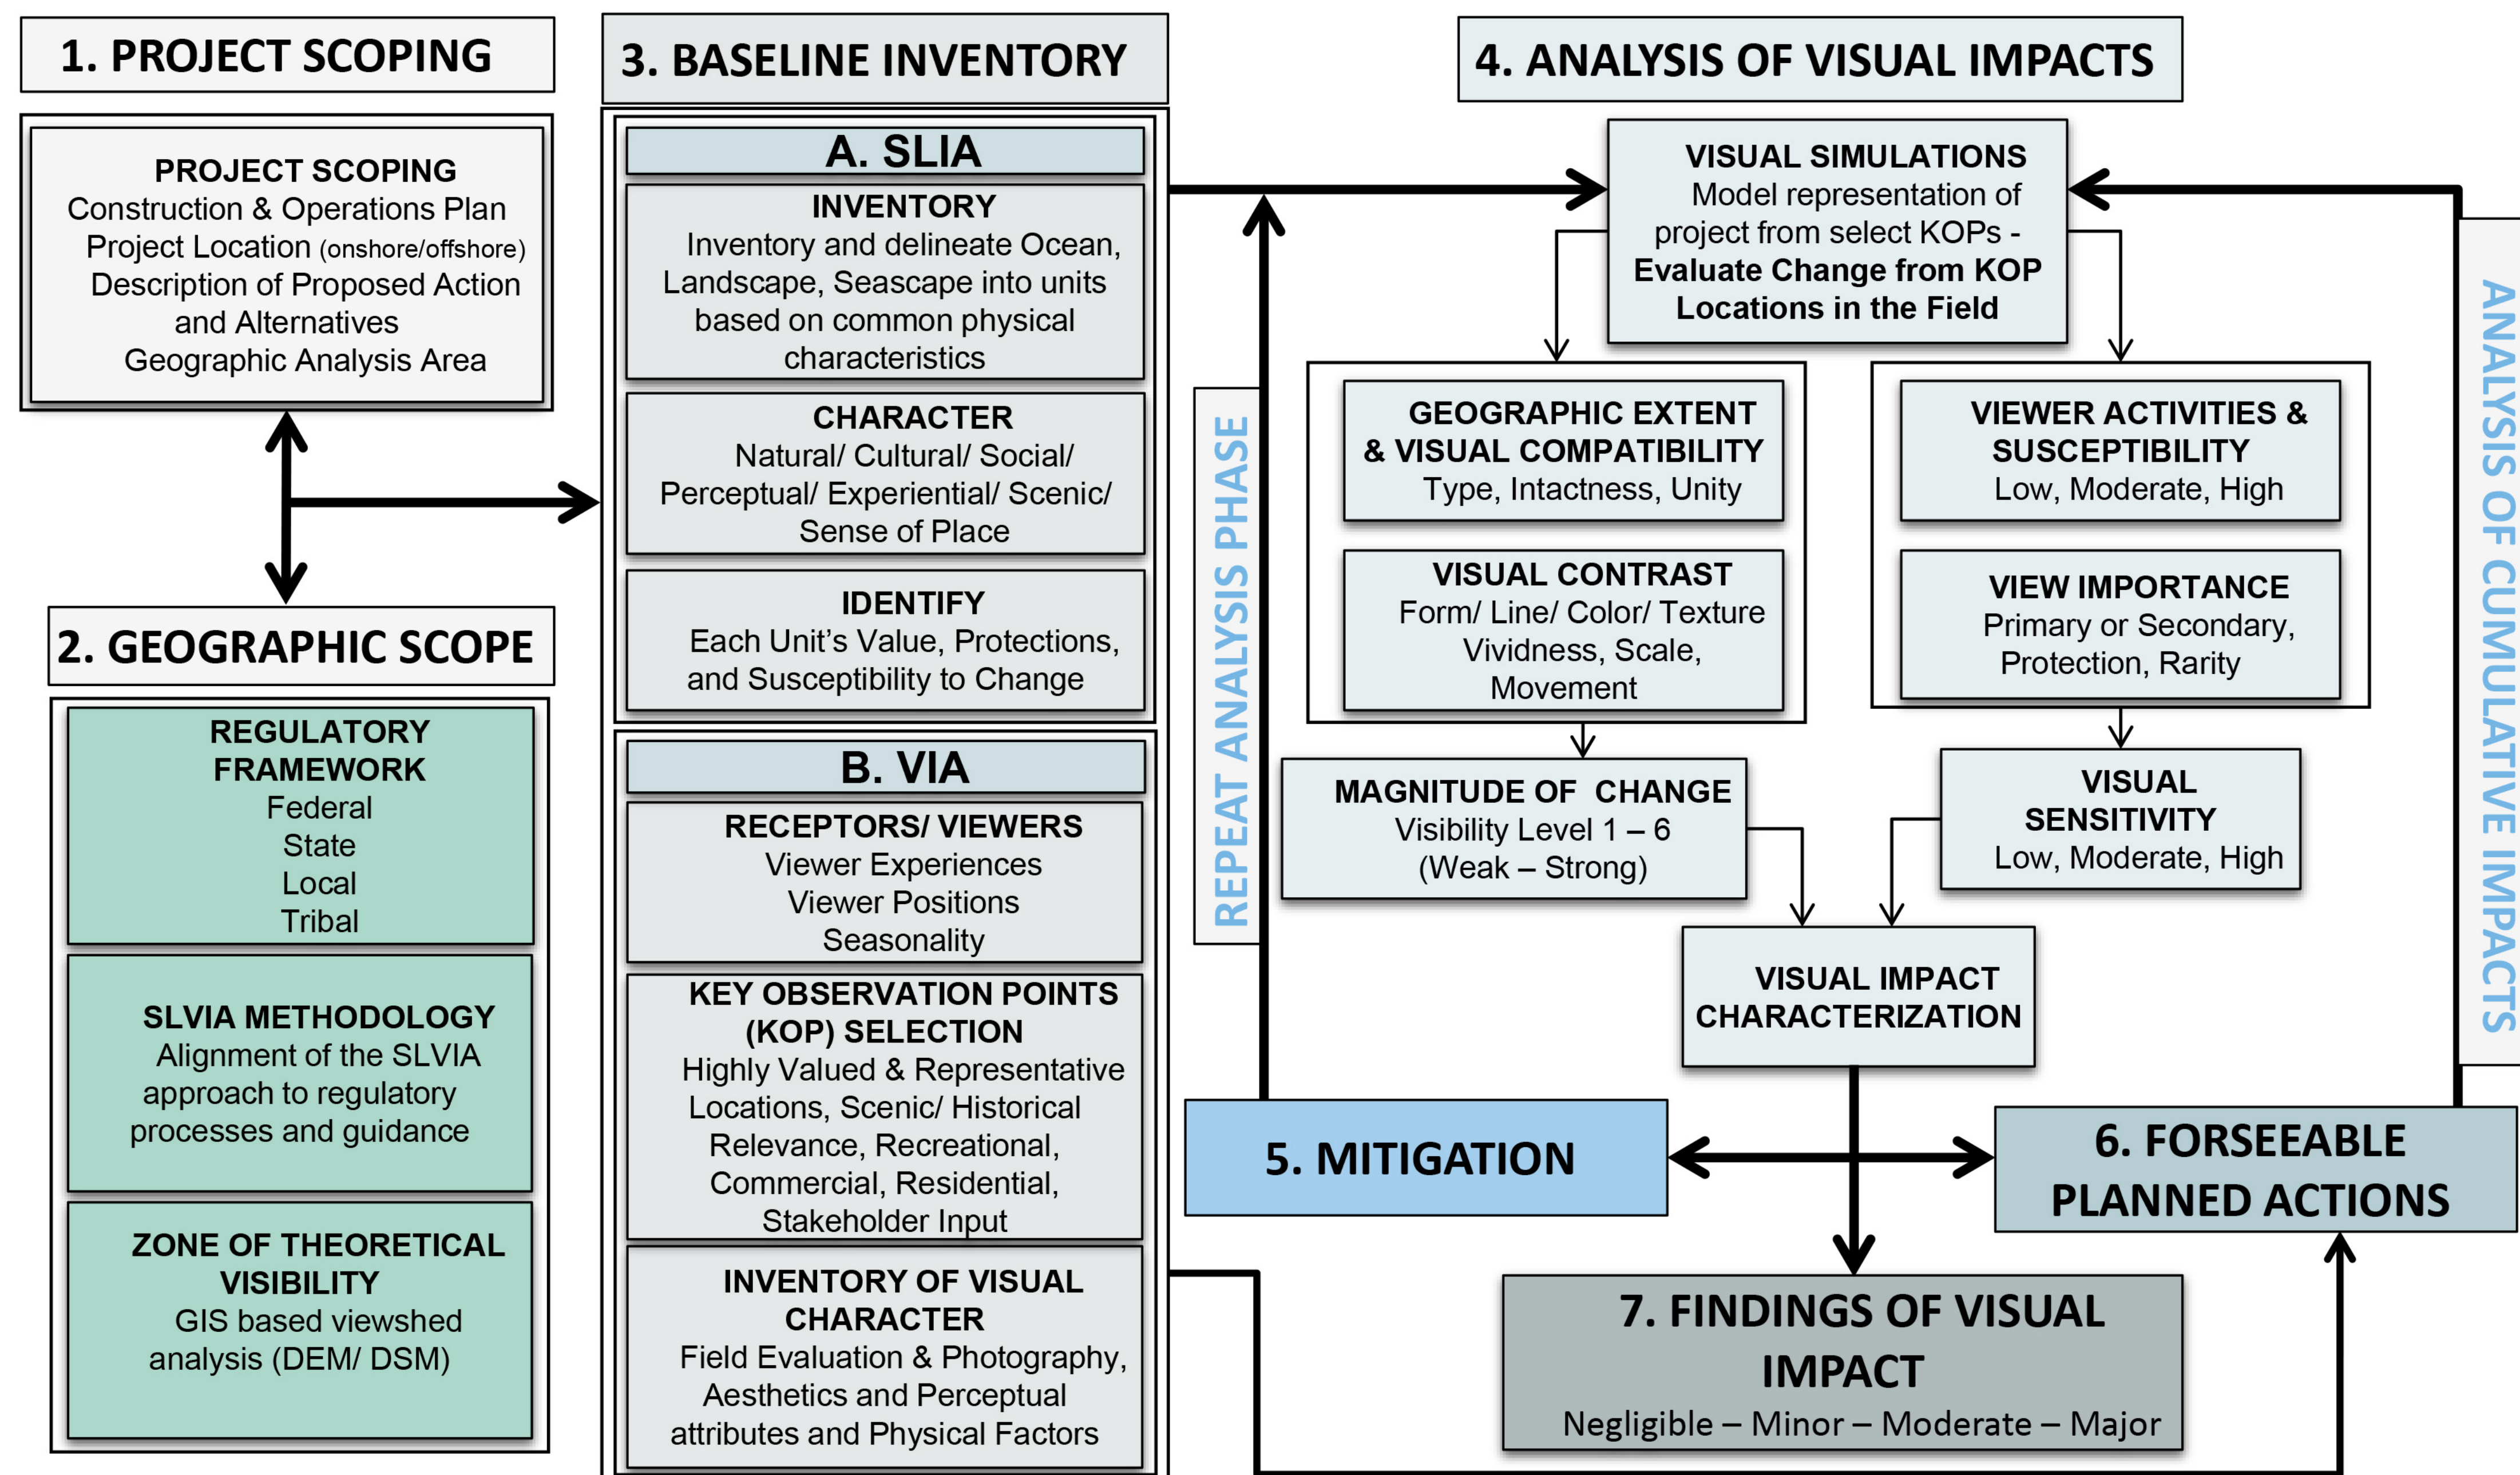 1. PROJECT SCOPING
PROJECT SCOPING
Construction & Operations Plan
Project Location (onshore/offshore)
Description of Proposed Action
and Alternatives
Geographic Analysis Area
2. GEOGRAPHIC SCOPE
REGULATORY
FRAMEWORK
Federal
State
Local
Tribal
SLVIA METHODOLOGY
Alignment of the SLVIA
approach to regulatory
processes and guidance
ZONE OF THEORETICAL
VISIBILITY
GIS based viewshed
analysis (DEM/ DSM)
3. BASELINE INVENTORY
A. SLIA
INVENTORY
Inventory and delineate Ocean,
Landscape, Seascape into units
based on common physical
characteristics
CHARACTER
Natural/ Cultural/ Social/
Perceptual/ Experiential/ Scenic/
Sense of Place
IDENTIFY
Each Unit’s Value, Protections,
and Susceptibility to Change
B. VIA
RECEPTORS/ VIEWERS
Viewer Experiences
Viewer Positions
Seasonality
KEY OBSERVATION POINTS
(KOP) SELECTION
Highly Valued & Representative
Locations, Scenic/ Historical
Relevance, Recreational,
Commercial, Residential,
Stakeholder Input
INVENTORY OF VISUAL
CHARACTER
Field Evaluation & Photography,
Aesthetics and Perceptual
attributes and Physical Factors
REPEAT ANALYSIS PHASE
4. ANALYSIS OF VISUAL IMPACTS
VISUAL SIMULATIONS
Model representation of
project from select KOPs -
Evaluate Change from KOP
Locations in the Field
GEOGRAPHIC EXTENT
& VISUAL COMPATIBILITY
Type, Intactness, Unity
VISUAL CONTRAST
Form/ Line/ Color/ Texture
Vividness, Scale,
Movement
MAGNITUDE OF CHANGE
Visibility Level 1 – 6
(Weak – Strong)
VIEWER ACTIVITIES &
SUSCEPTIBILITY
Low, Moderate, High
VIEW IMPORTANCE
Primary or Secondary,
Protection, Rarity
VISUAL
SENSITIVITY
Low, Moderate, High
VISUAL IMPACT
CHARACTERIZATION
ANALYSIS OF CUMULATIVE IMPACTS
5. MITIGATION
6. FORSEEABLE
PLANNED ACTIONS
7. FINDINGS OF VISUAL
IMPACT
Negligible – Minor – Moderate – Major